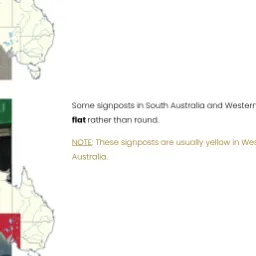 Some signposts in South Australia and Western
flat rather than round.
NOTE: These signposts are usually yellow in Wes
Australia.